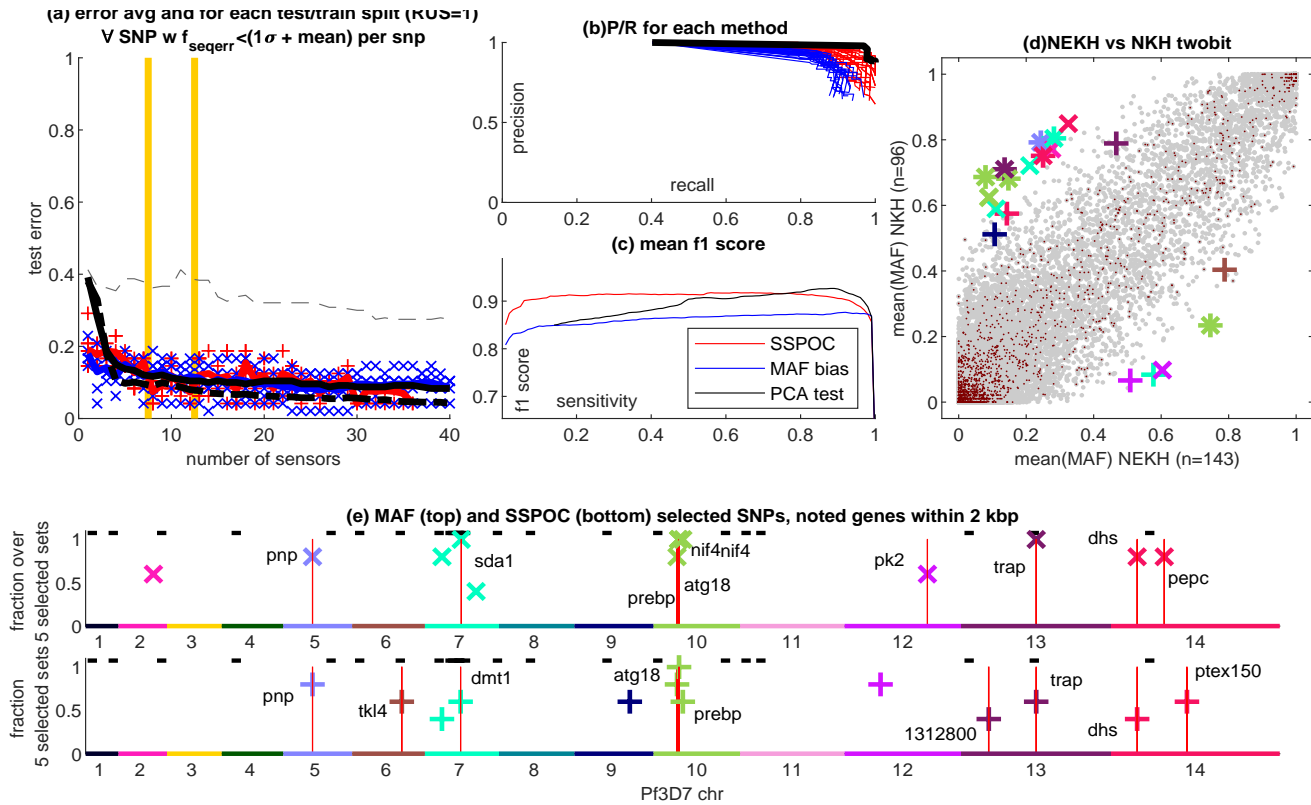 (a) error avg and for each test/train split (RUS=1)
∀ SNP w f_seqerr<(1σ + mean) per snp
1
0.8
0.6
0.4
0.2
0
test error
0
10
20
30
40
number of sensors
(b)P/R for each method
1
0.5
0
precision
recall
0
0.2
0.4
0.6
0.8
1
(c) mean f1 score
0.9
0.8
0.7
f1 score
sensitivity
SSPOC
MAF bias
PCA test
0.2
0.4
0.6
0.8
1
(d)NEKH vs NKH twobit
1
0.8
0.6
0.4
0.2
0
mean(MAF) NKH (n=96)
0
0.2
0.4
0.6
0.8
1
mean(MAF) NEKH (n=143)
(e) MAF (top) and SSPOC (bottom) selected SNPs, noted genes within 2 kbp
fraction over
5 selected sets
1
0.5
0
pnp
sda1
nif4nif4
atg18
prebp
pk2
trap
dhs
pepc
1 2 3 4 5 6 7 8 9 10 11 12 13 14
fraction
5 selected sets
1
0.5
0
pnp
tkl4
dmt1
atg18
prebp
1312800
trap
dhs
ptex150
1 2 3 4 5 6 7 8 9 10 11 12 13 14
Pf3D7 chr